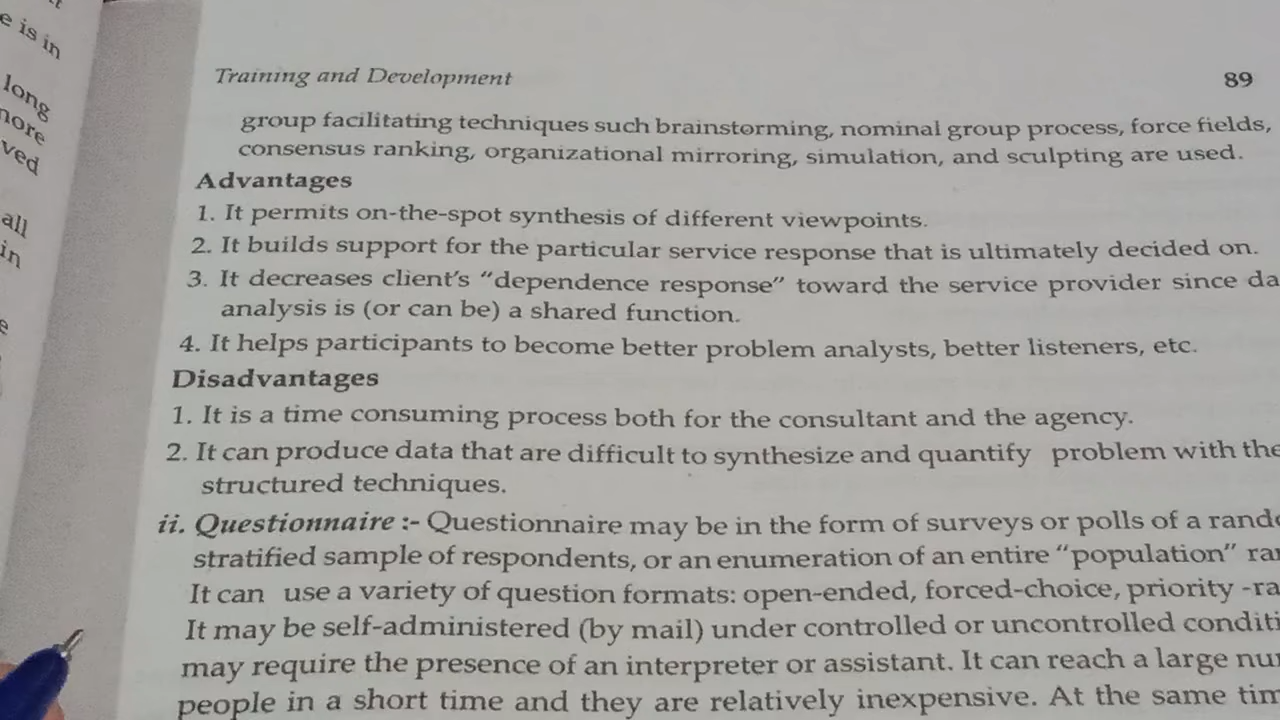 e is in
long
more
ved
all
in
e
Training and Development 89
group facilitating techniques such brainstorming, nominal group process, force fields,
consensus ranking, organizational mirroring, simulation, and sculpting are used.
Advantages
1. It permits on-the-spot synthesis of different viewpoints.
2. It builds support for the particular service response that is ultimately decided on.
3. It decreases client's "dependence response" toward the service provider since da
analysis is (or can be) a shared function.
4. It helps participants to become better problem analysts, better listeners, etc.
Disadvantages
1. It is a time consuming process both for the consultant and the agency.
2. It can produce data that are difficult to synthesize and quantify problem with the
structured techniques.
ii. Questionnaire :- Questionnaire may be in the form of surveys or polls of a rand
stratified sample of respondents, or an enumeration of an entire "population" ra
It can use a variety of question formats: open-ended, forced-choice, priority -ra
It may be self-administered (by mail) under controlled or uncontrolled conditi
may require the presence of an interpreter or assistant. It can reach a large nu
people in a short time and they are relatively inexpensive. At the same tim